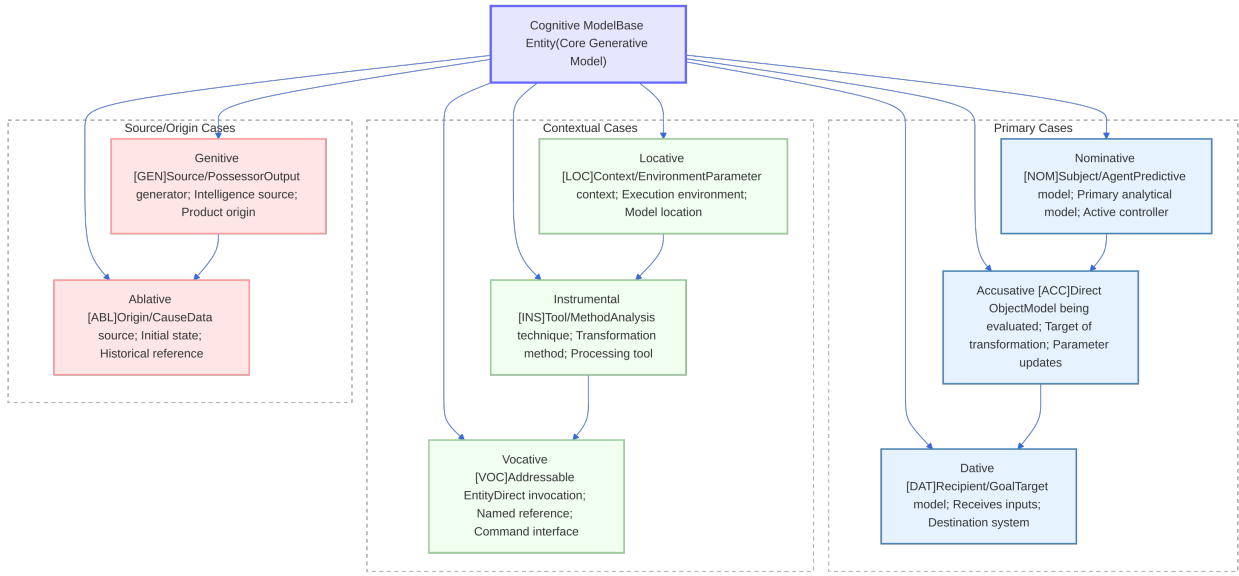 Cognitive ModelBase
Entity(Core Generative
Model)
Source/Origin Cases
Genitive
[GEN]Source/PossessorOutput
generator; Intelligence source;
Product origin
Ablative
[ABL]Origin/CauseData
source; Initial state;
Historical reference
Contextual Cases
Locative
[LOC]Context/EnvironmentParameter
context; Execution environment;
Model location
Instrumental
[INS]Tool/MethodAnalysis
technique; Transformation
method; Processing tool
Vocative
[VOC]Addressable
EntityDirect invocation;
Named reference;
Command interface
Primary Cases
Nominative
[NOM]Subject/AgentPredictive
model; Primary analytical
model; Active controller
Accusative [ACC]Direct
ObjectModel being
evaluated; Target of
transformation; Parameter
updates
Dative
[DAT]Recipient/GoalTarget
model; Receives inputs;
Destination system